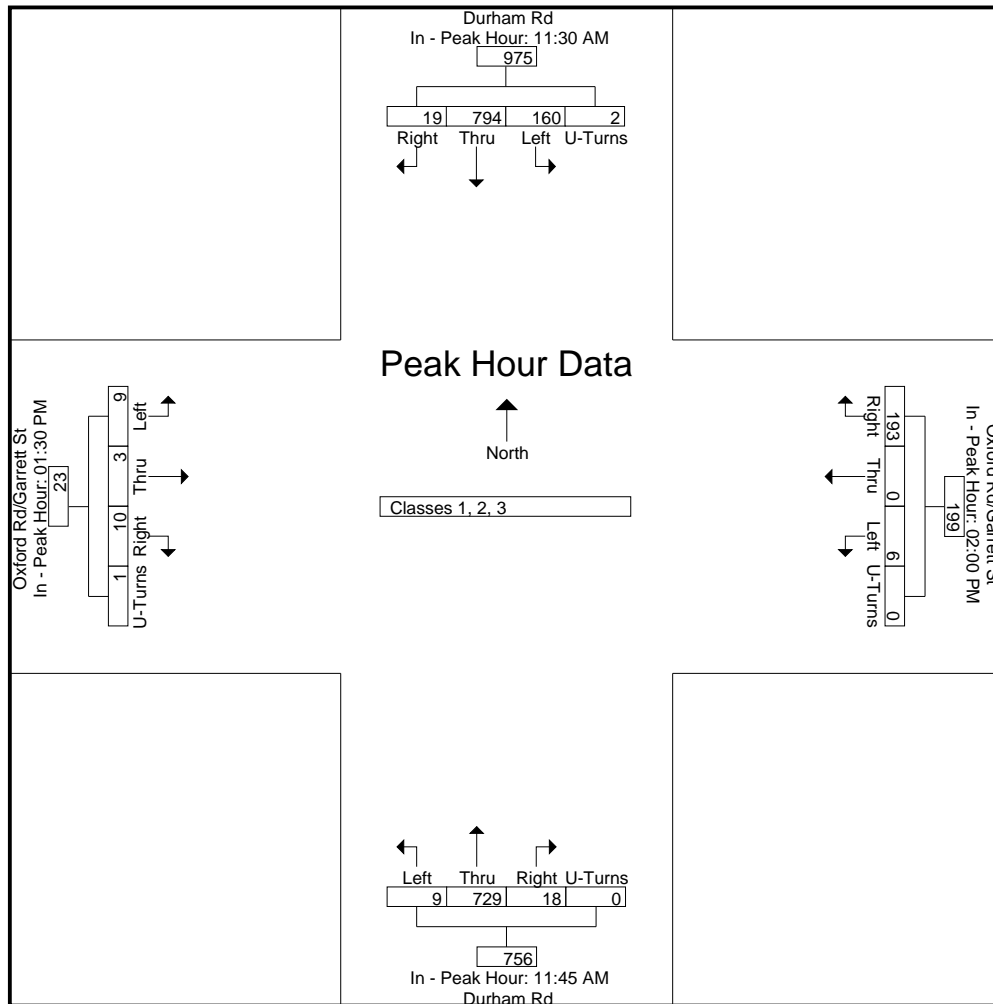 Durham Rd
In - Peak Hour: 11:30 AM
975
19 794 160 2
Right Thru Left U-Turns
Peak Hour Data
North
Classes 1, 2, 3
Oxford Rd/Garrett St
In - Peak Hour: 01:30 PM
23
9 3 10 1
Left Thru Right U-Turns
Oxford Rd/Garrett St
In - Peak Hour: 02:00 PM
199
193 0 6 0
Right Thru Left U-Turns
Left Thru Right U-Turns
9 729 18 0
756
In - Peak Hour: 11:45 AM
Durham Rd